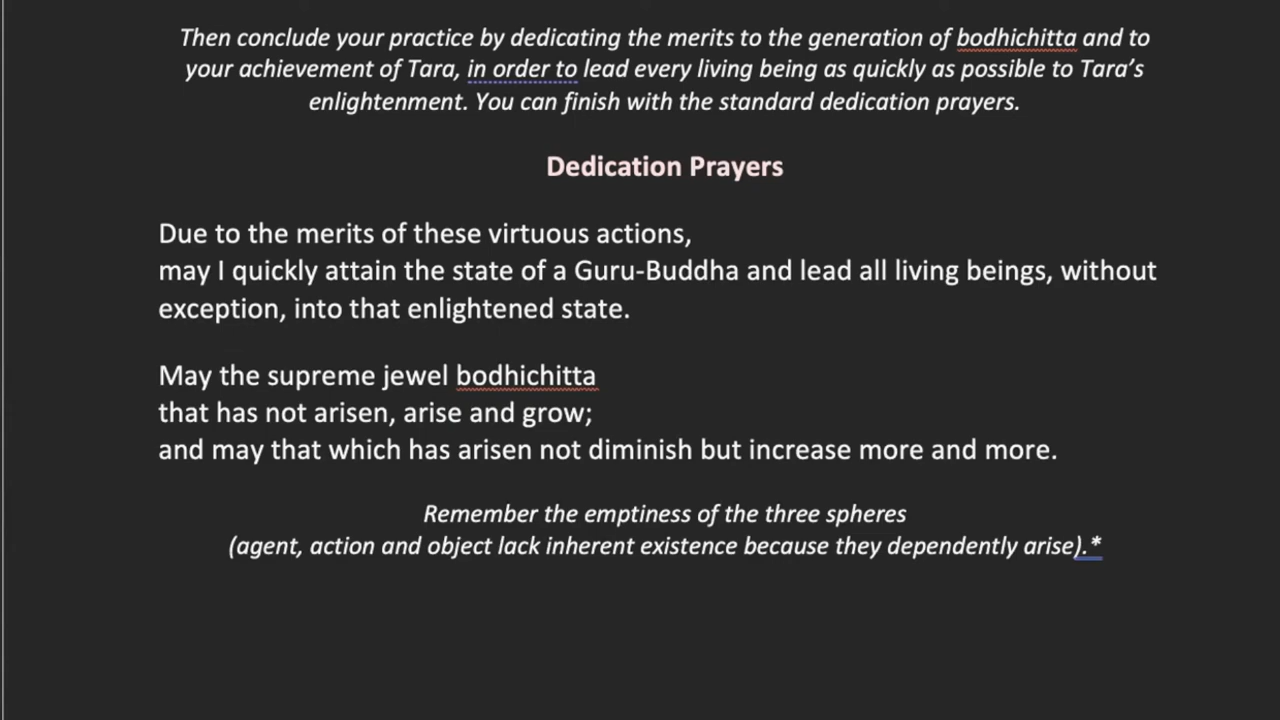 Then conclude your practice by dedicating the merits to the generation of bodhichitta and to
your achievement of Tara, in order to lead every living being as quickly as possible to Tara’s
enlightenment. You can finish with the standard dedication prayers.
Dedication Prayers
Due to the merits of these virtuous actions,
may I quickly attain the state of a Guru-Buddha and lead all living beings, without
exception, into that enlightened state.
May the supreme jewel bodhichitta
that has not arisen, arise and grow;
and may that which has arisen not diminish but increase more and more.
Remember the emptiness of the three spheres
(agent, action and object lack inherent existence because they dependently arise).*